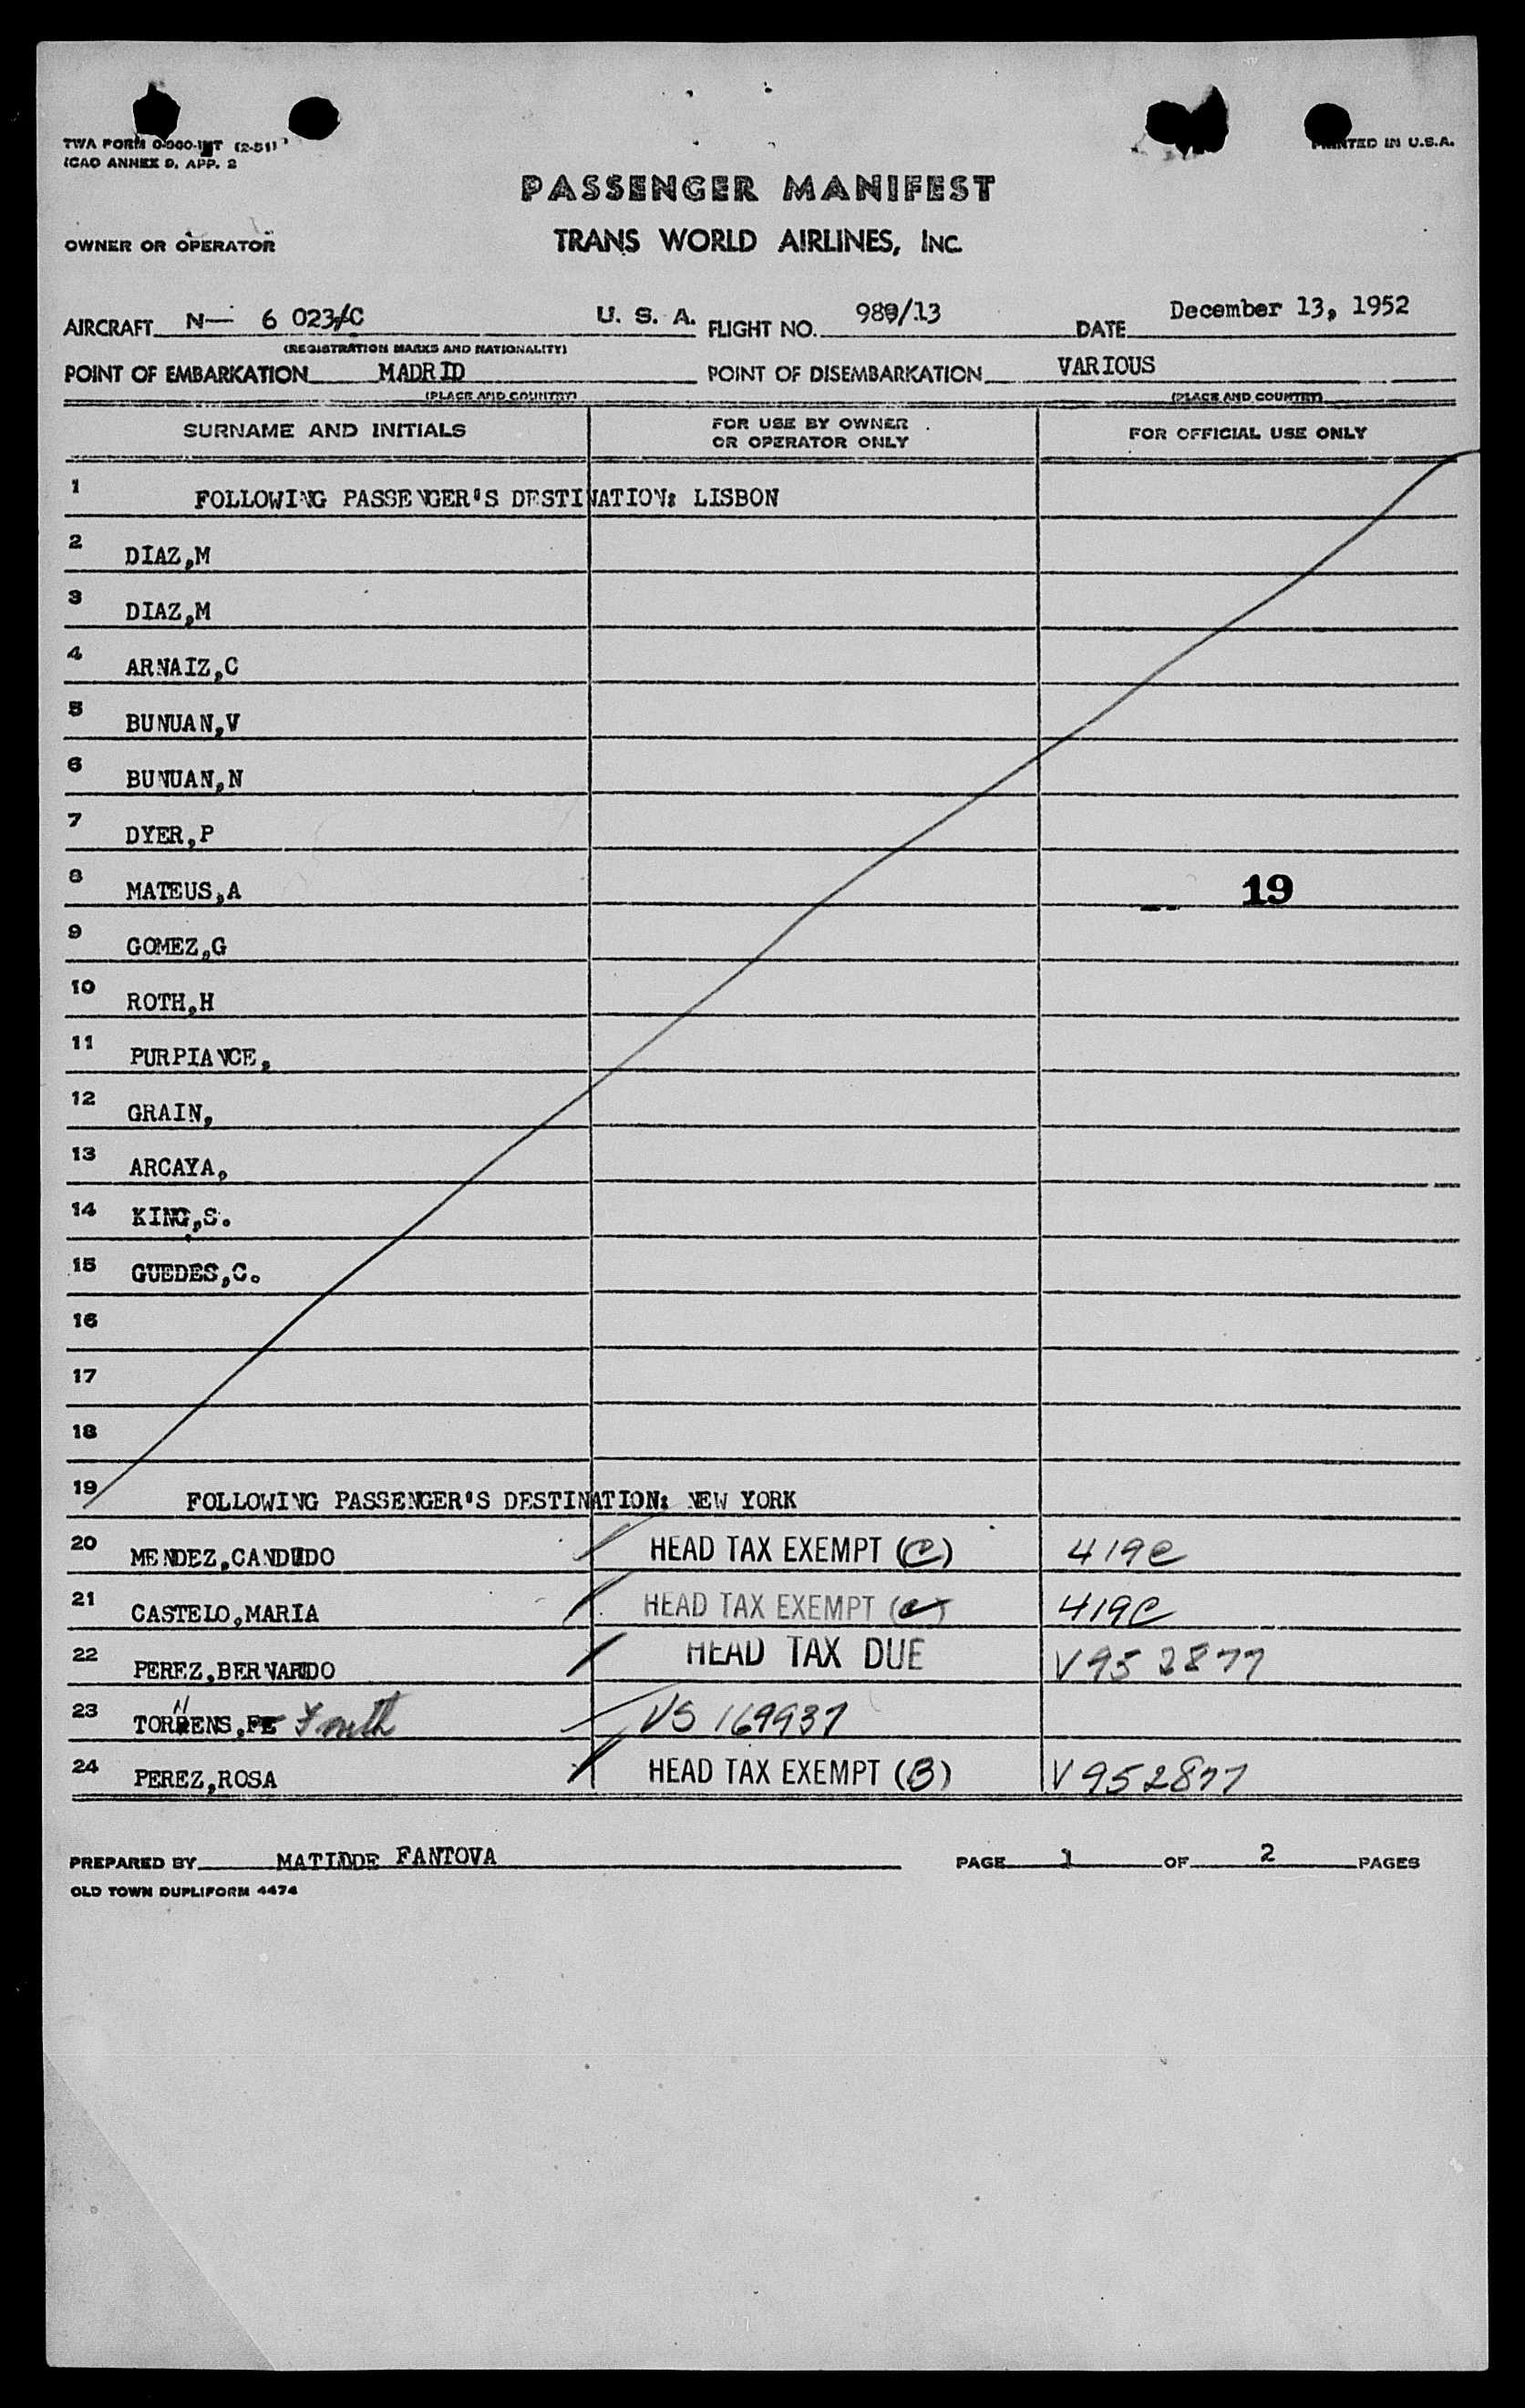 TWA FORM (2-51)
ICAO ANNEX 9, APP. 2
PRINTED IN U.S.A.
PASSENGER MANIFEST
OWNER OR OPERATOR TRANS WORLD AIRLINES, INC.
AIRCRAFT N— 6 023/C U. S. A. FLIGHT NO. 989/13 DATE December 13, 1952
(REGISTRATION MARKS AND NATIONALITY)
POINT OF EMBARKATION MADRID POINT OF DISEMBARKATION VARIOUS
(PLACE AND COUNTRY) (PLACE AND COUNTRY)
SURNAME AND INITIALS FOR USE BY OWNER OR OPERATOR ONLY FOR OFFICIAL USE ONLY
1 FOLLOWING PASSENGER'S DESTINATION: LISBON
2 DIAZ,M
3 DIAZ,M
4 ARNAIZ,C
5 BUNUAN,V
6 BUNUAN,N
7 DYER,P
8 MATEUS,A 19
9 GOMEZ,G
10 ROTH,H
11 PURPIANCE,
12 GRAIN,
13 ARCAYA,
14 KING,S.
15 GUEDES,C.
16
17
18
19 FOLLOWING PASSENGER'S DESTINATION: NEW YORK
20 MENDEZ,CANDIDO HEAD TAX EXEMPT (C) 419C
21 CASTELO,MARIA HEAD TAX EXEMPT (C) 419C
22 PEREZ,BERNARDO HEAD TAX DUE V952877
23 TORRENS,FE VS 169937
24 PEREZ,ROSA HEAD TAX EXEMPT (B) V952877
PREPARED BY MATILDE FANTOVA PAGE 1 OF 2 PAGES
OLD TOWN DUPLIFORM 4474